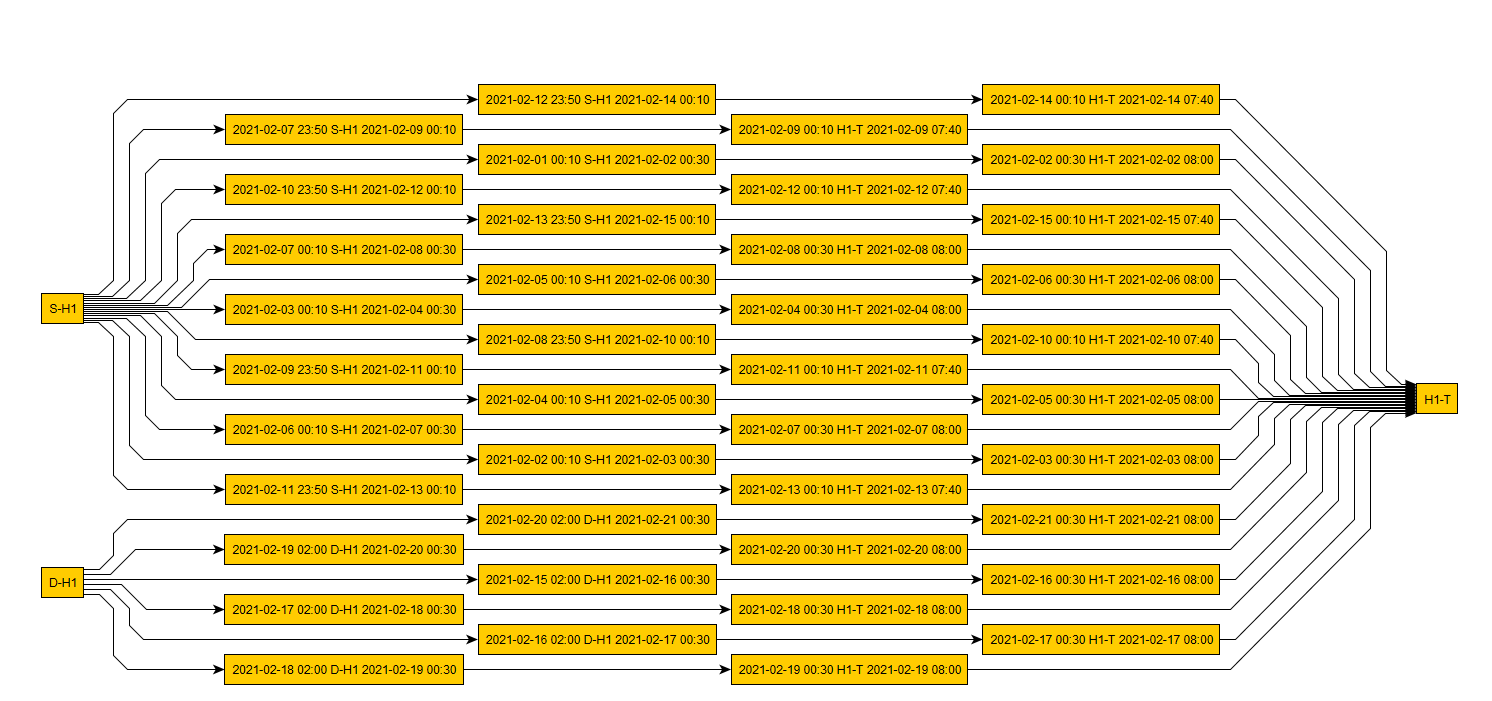 2021-02-12 23:50 S-H1 2021-02-14 00:10
2021-02-14 00:10 H1-T 2021-02-14 07:40
2021-02-07 23:50 S-H1 2021-02-09 00:10
2021-02-09 00:10 H1-T 2021-02-09 07:40
2021-02-01 00:10 S-H1 2021-02-02 00:30
2021-02-02 00:30 H1-T 2021-02-02 08:00
2021-02-10 23:50 S-H1 2021-02-12 00:10
2021-02-12 00:10 H1-T 2021-02-12 07:40
2021-02-13 23:50 S-H1 2021-02-15 00:10
2021-02-15 00:10 H1-T 2021-02-15 07:40
2021-02-07 00:10 S-H1 2021-02-08 00:30
2021-02-08 00:30 H1-T 2021-02-08 08:00
2021-02-05 00:10 S-H1 2021-02-06 00:30
2021-02-06 00:30 H1-T 2021-02-06 08:00
S-H1
2021-02-03 00:10 S-H1 2021-02-04 00:30
2021-02-04 00:30 H1-T 2021-02-04 08:00
2021-02-08 23:50 S-H1 2021-02-10 00:10
2021-02-10 00:10 H1-T 2021-02-10 07:40
2021-02-09 23:50 S-H1 2021-02-11 00:10
2021-02-11 00:10 H1-T 2021-02-11 07:40
2021-02-04 00:10 S-H1 2021-02-05 00:30
2021-02-05 00:30 H1-T 2021-02-05 08:00
H1-T
2021-02-06 00:10 S-H1 2021-02-07 00:30
2021-02-07 00:30 H1-T 2021-02-07 08:00
2021-02-02 00:10 S-H1 2021-02-03 00:30
2021-02-03 00:30 H1-T 2021-02-03 08:00
2021-02-11 23:50 S-H1 2021-02-13 00:10
2021-02-13 00:10 H1-T 2021-02-13 07:40
2021-02-20 02:00 D-H1 2021-02-21 00:30
2021-02-21 00:30 H1-T 2021-02-21 08:00
2021-02-19 02:00 D-H1 2021-02-20 00:30
2021-02-20 00:30 H1-T 2021-02-20 08:00
D-H1
2021-02-15 02:00 D-H1 2021-02-16 00:30
2021-02-16 00:30 H1-T 2021-02-16 08:00
2021-02-17 02:00 D-H1 2021-02-18 00:30
2021-02-18 00:30 H1-T 2021-02-18 08:00
2021-02-16 02:00 D-H1 2021-02-17 00:30
2021-02-17 00:30 H1-T 2021-02-17 08:00
2021-02-18 02:00 D-H1 2021-02-19 00:30
2021-02-19 00:30 H1-T 2021-02-19 08:00